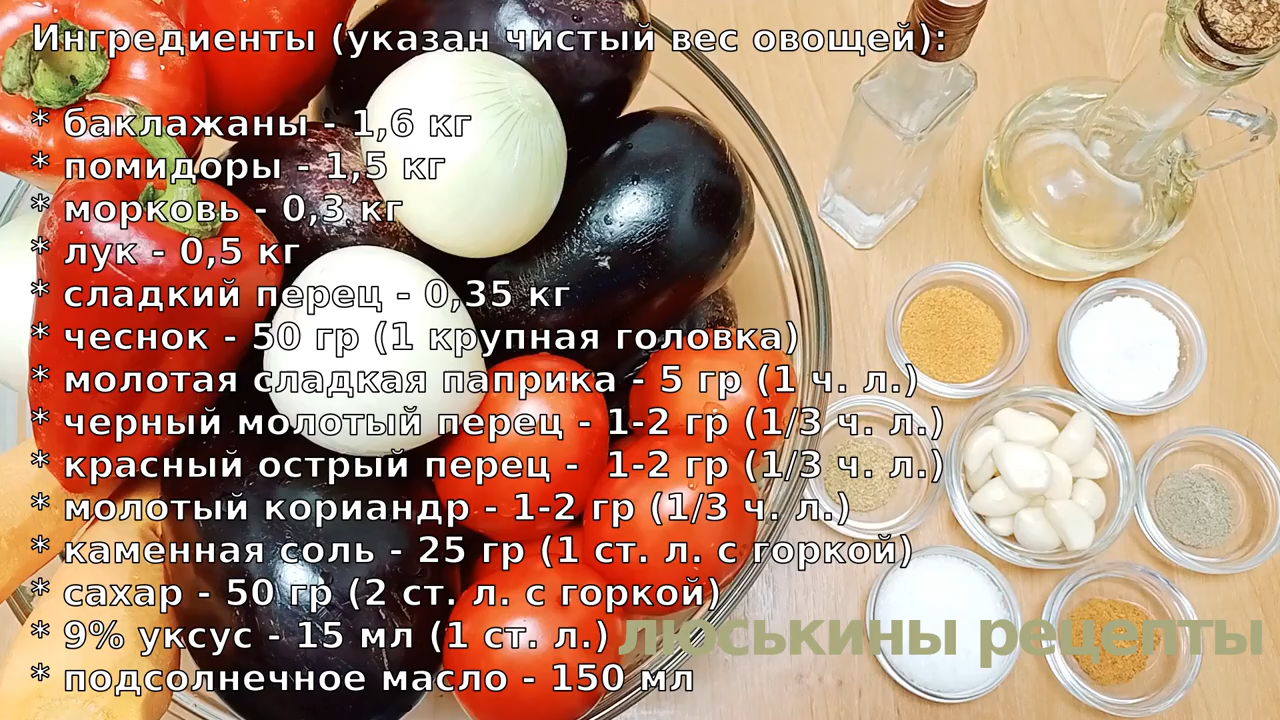 Ингредиенты (указан чистый вес овощей):
* баклажаны - 1,6 кг
* помидоры - 1,5 кг
* морковь - 0,3 кг
* лук - 0,5 кг
* сладкий перец - 0,35 кг
* чеснок - 50 гр (1 крупная головка)
* молотая сладкая паприка - 5 гр (1 ч. л.)
* черный молотый перец - 1-2 гр (1/3 ч. л.)
* красный острый перец -  1-2 гр (1/3 ч. л.)
* молотый кориандр - 1-2 гр (1/3 ч. л.)
* каменная соль - 25 гр (1 ст. л. с горкой)
* сахар - 50 гр (2 ст. л. с горкой)
* 9% уксус - 15 мл (1 ст. л.)
люськины рецепты
* подсолнечное масло - 150 мл